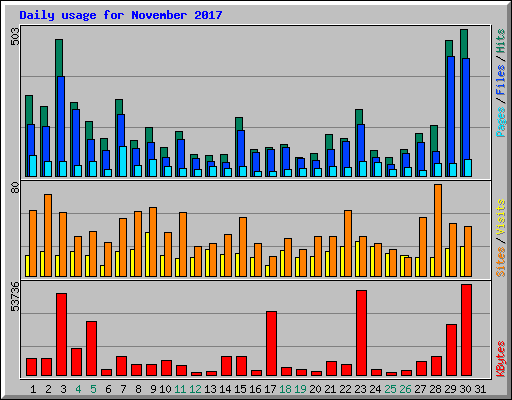 Daily usage for November 2017
503
Pages / Files / Hits
80
Sites / Visits
53736
KBytes
1 2 3 4 5 6 7 8 9 10 11 12 13 14 15 16 17 18 19 20 21 22 23 24 25 26 27 28 29 30 31